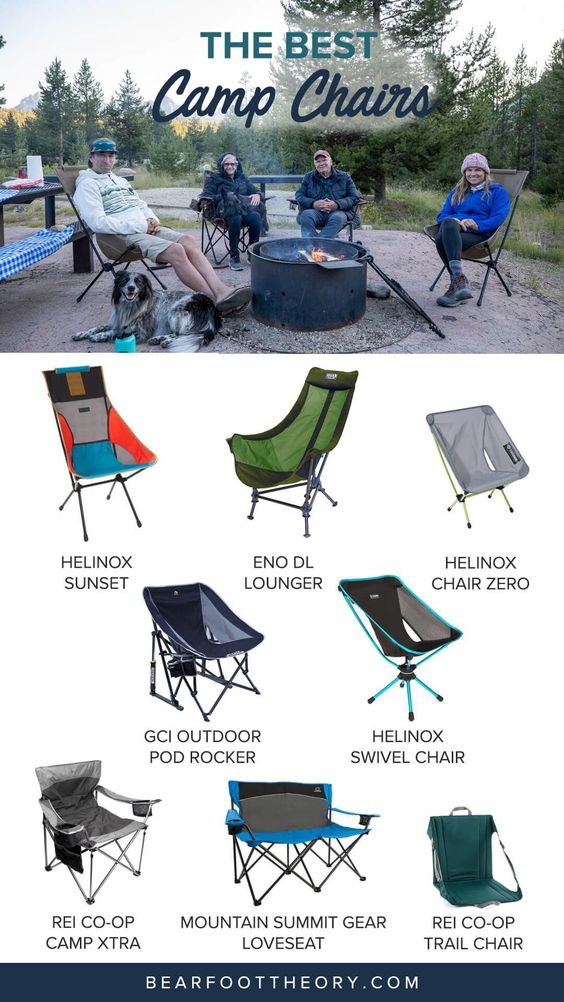 THE BEST
Camp Chairs
HELINOX
SUNSET
ENO DL
LOUNGER
HELINOX
CHAIR ZERO
GCI OUTDOOR
POD ROCKER
HELINOX
SWIVEL CHAIR
REI CO-OP
CAMP XTRA
MOUNTAIN SUMMIT GEAR
LOVESEAT
REI CO-OP
TRAIL CHAIR
BEARFOOTTHEORY.COM